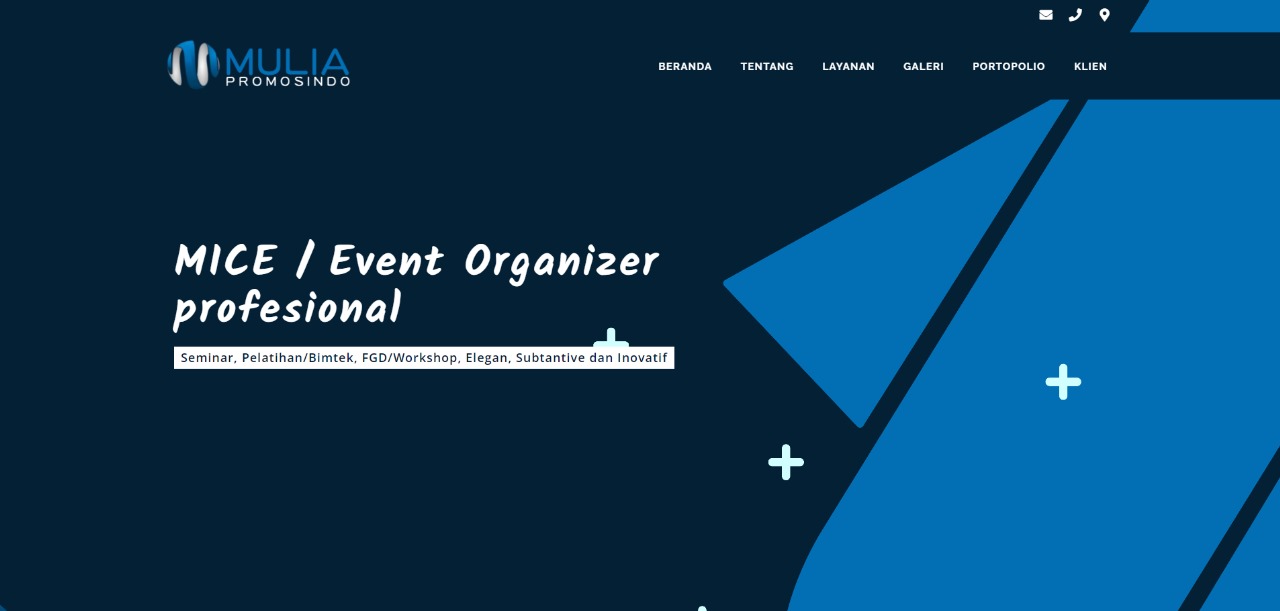 MULIA
PROMOSINDO
BERANDA TENTANG LAYANAN GALERI PORTOPOLIO KLIEN
MICE / Event Organizer
profesional
Seminar, Pelatihan/Bimtek, FGD/Workshop, Elegan, Subtantive dan Inovatif